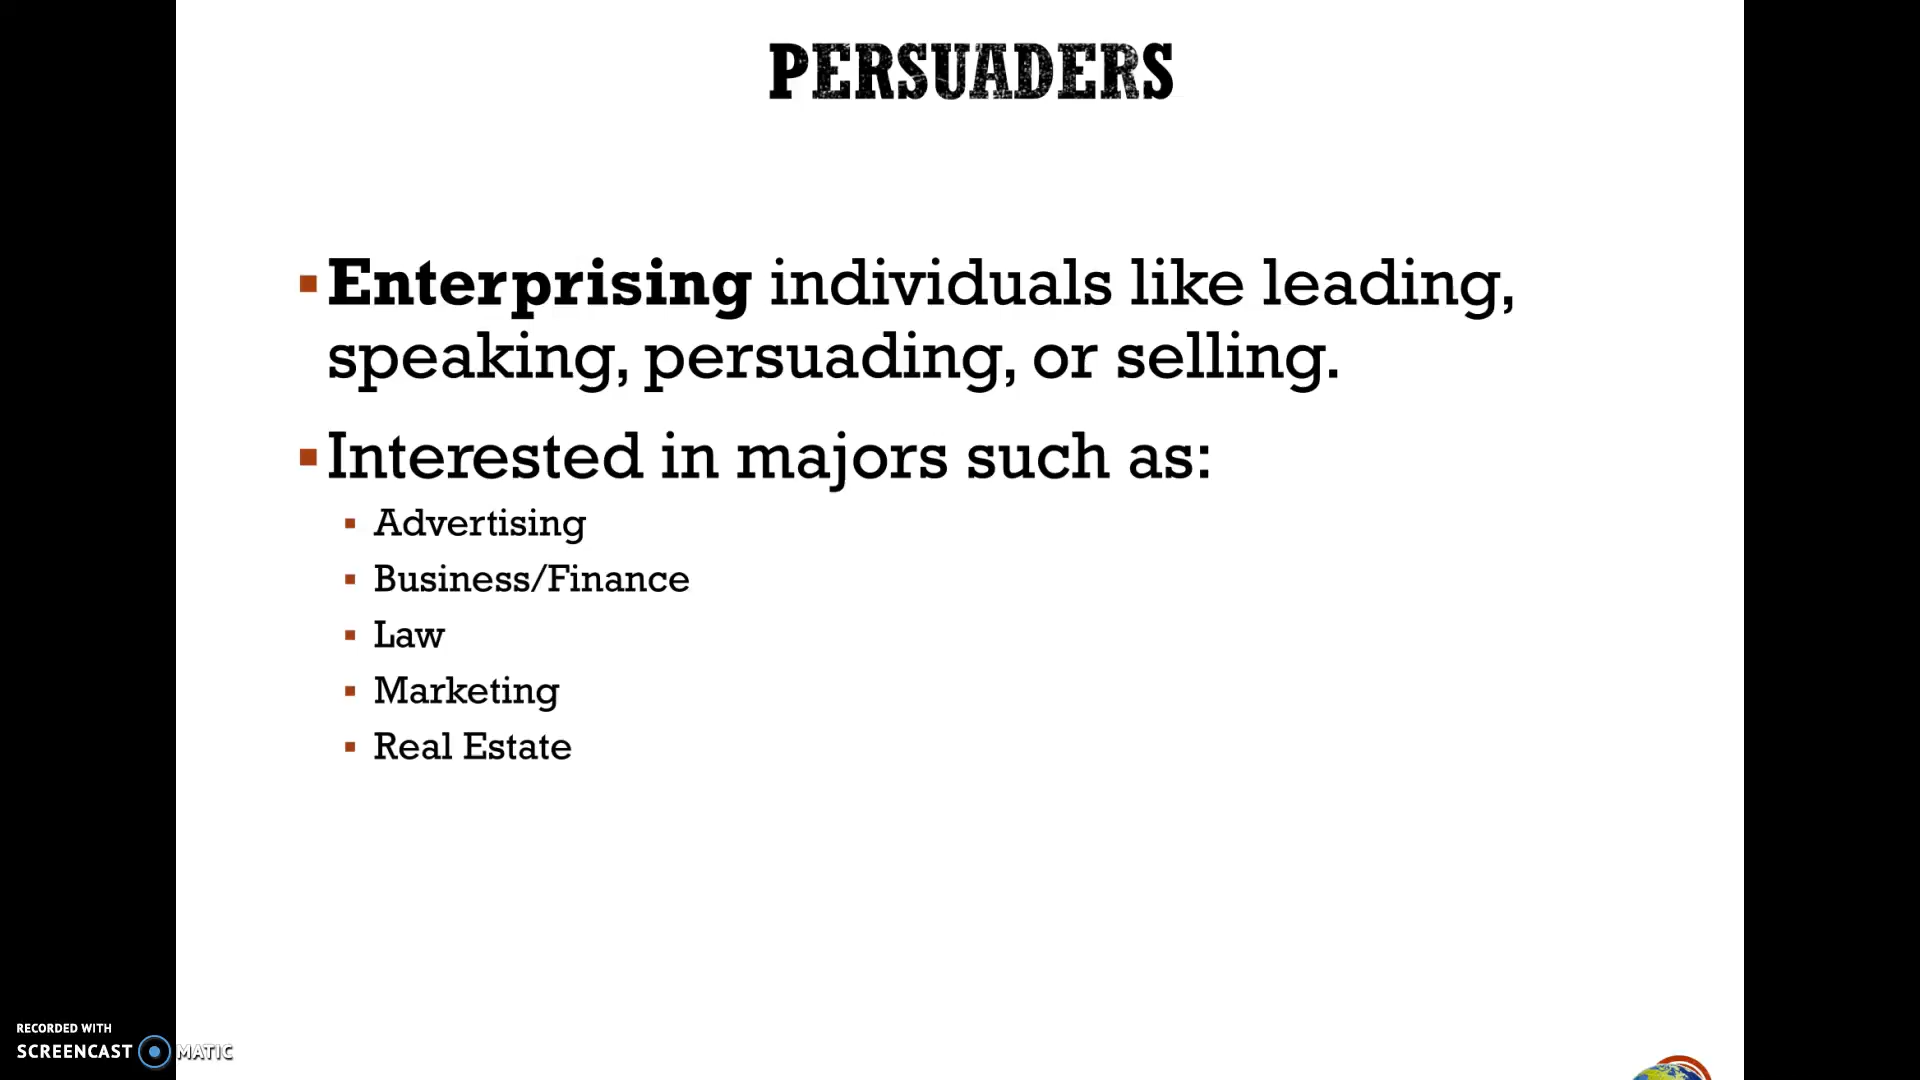 PERSUADERS
Enterprising individuals like leading,
speaking, persuading, or selling.
Interested in majors such as:
Advertising
Business/Finance
Law
Marketing
Real Estate
RECORDED WITH
SCREENCAST MATIC